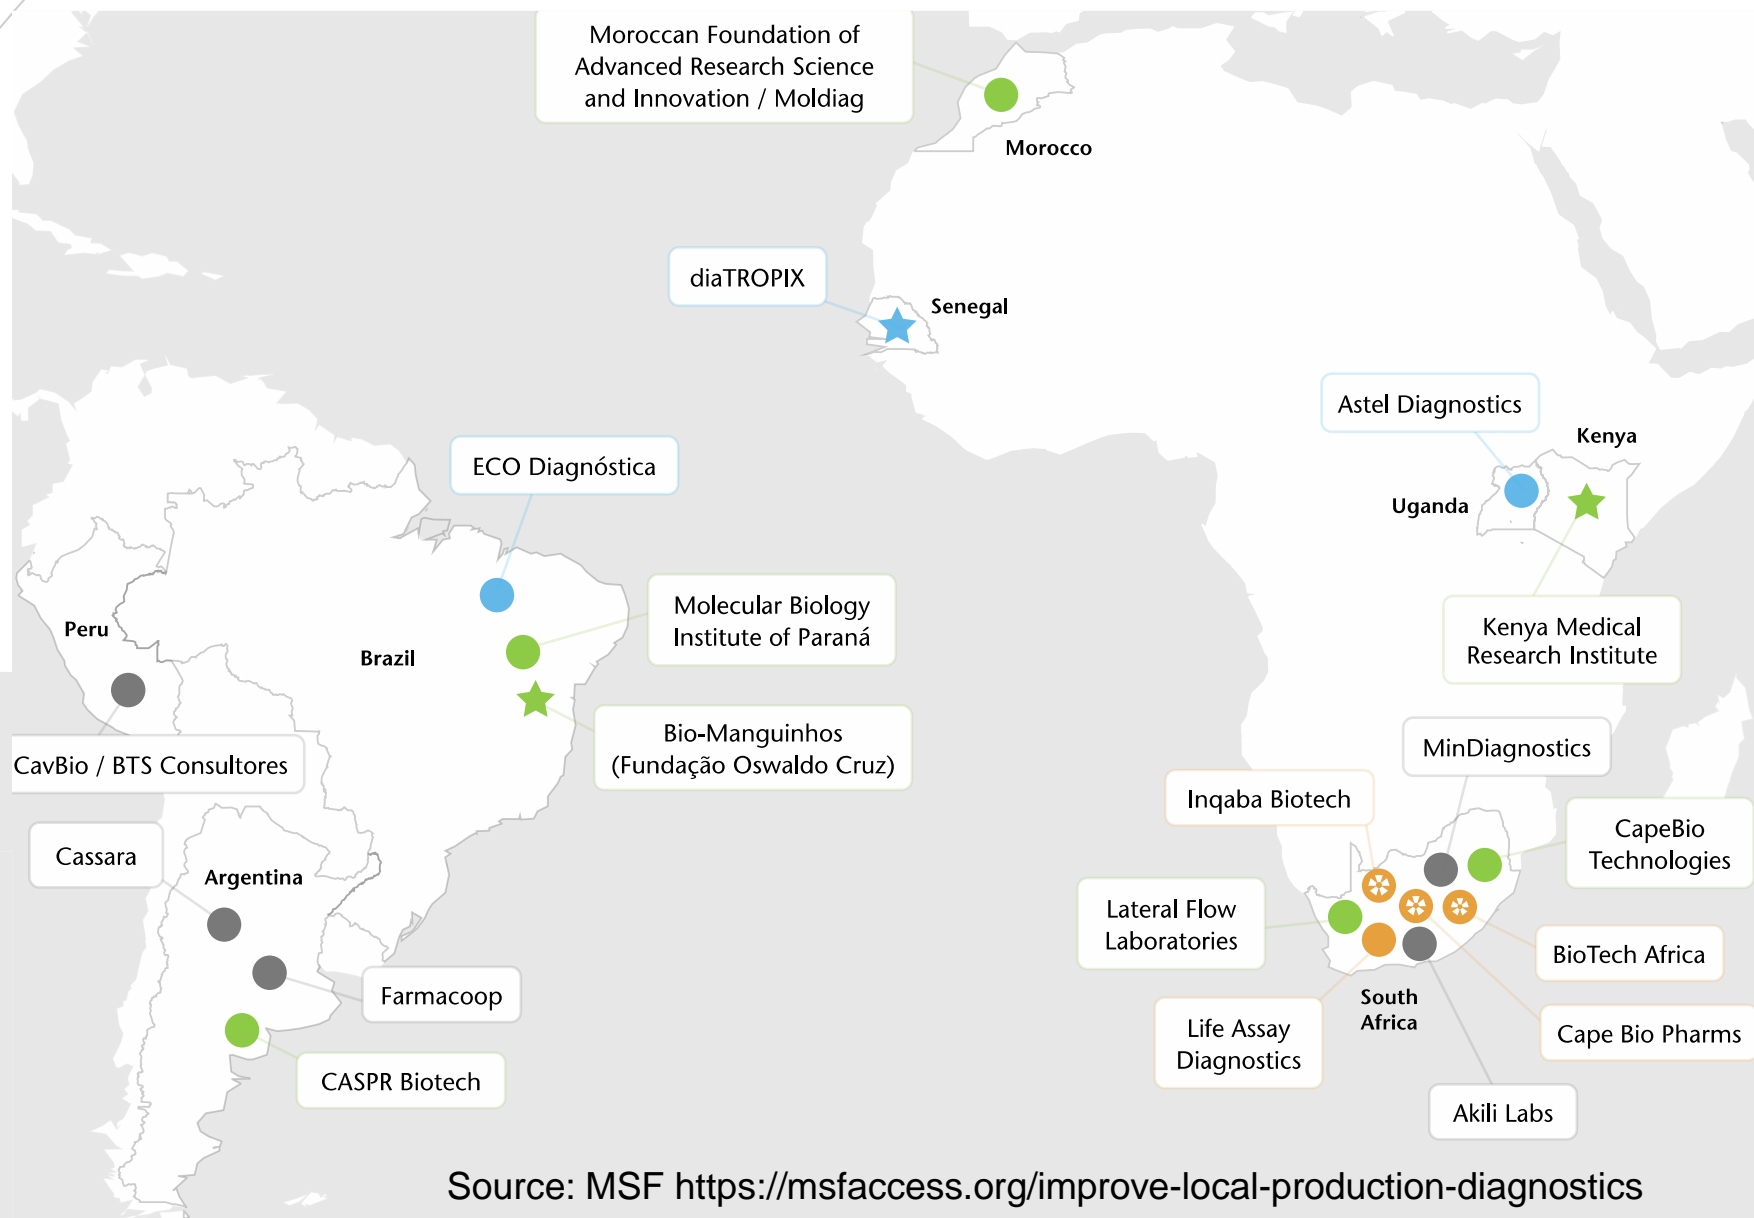 Moroccan Foundation of
Advanced Research Science
and Innovation / Moldiag
Morocco
diaTROPIX
Senegal
Astel Diagnostics
Kenya
Uganda
ECO Diagnóstica
Molecular Biology
Institute of Paraná
Kenya Medical
Research Institute
Peru
Brazil
Bio-Manguinhos
(Fundação Oswaldo Cruz)
CavBio / BTS Consultores
MinDiagnostics
Inqaba Biotech
CapeBio
Technologies
Cassara
Argentina
Lateral Flow
Laboratories
BioTech Africa
Farmacoop
South
Africa
Life Assay
Diagnostics
Cape Bio Pharms
CASPR Biotech
Akili Labs
Source: MSF https://msfaccess.org/improve-local-production-diagnostics